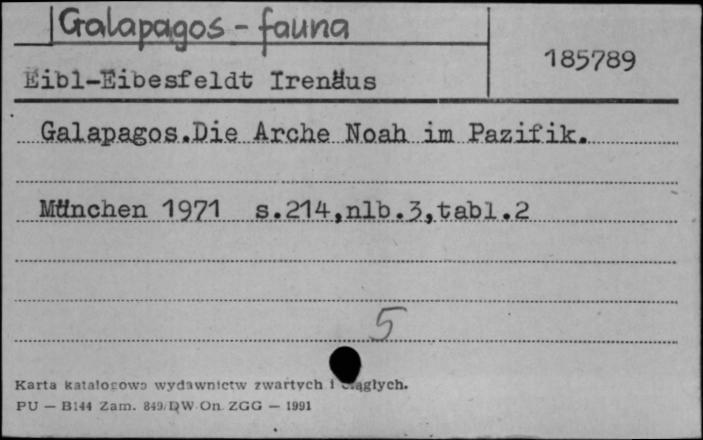 Galapagos - fauna
185789
Eibl-Eibesfeldt Irenäus
Galapagos.Die Arche Noah im Pazifik.
München 1971 s.214,nlb.3,tabl.2
5
Karta katalogowa wydawnictw zwartych i ciągłych.
PU — B144 Zam. 849/DW On. ZGG — 1991